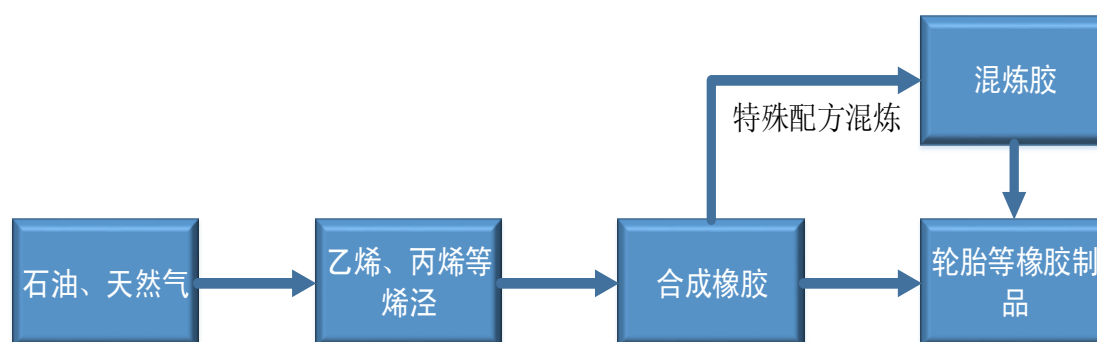 混炼胶
特殊配方混炼
石油、天然气
乙烯、丙烯等
烯烃
合成橡胶
轮胎等橡胶制
品